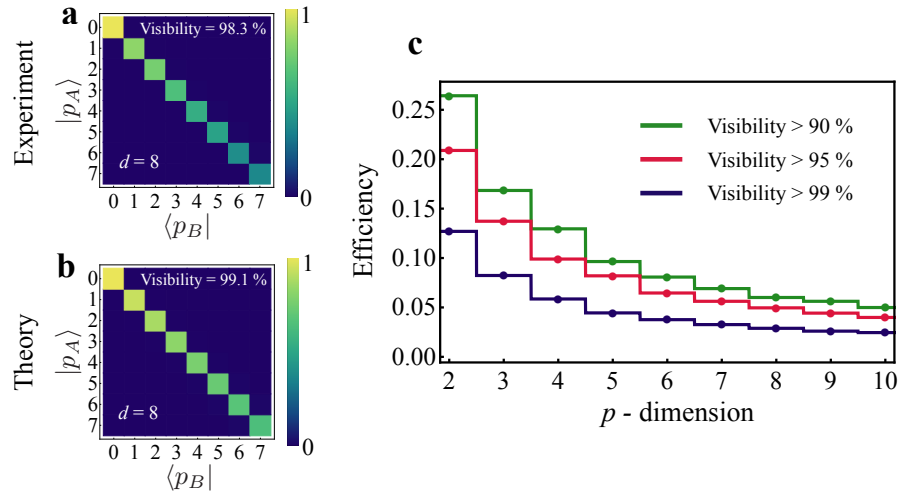 a
Experiment
|p_A⟩
0
1
2
3
4
5
6
7
Visibility = 98.3 %
d = 8
0 1 2 3 4 5 6 7
⟨p_B|
1
0
b
Theory
|p_A⟩
0
1
2
3
4
5
6
7
Visibility = 99.1 %
d = 8
0 1 2 3 4 5 6 7
⟨p_B|
1
0
c
Efficiency
0.25
0.20
0.15
0.10
0.05
0.00
Visibility > 90 %
Visibility > 95 %
Visibility > 99 %
2 3 4 5 6 7 8 9 10
p - dimension